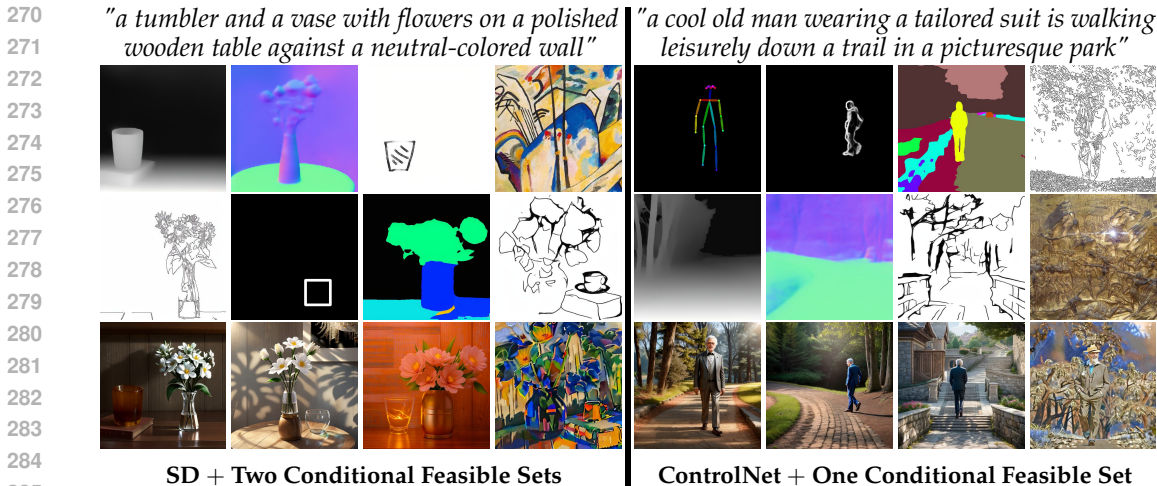 270
271
272
273
274
275
276
277
278
279
280
281
282
283
284
"a tumbler and a vase with flowers on a polished
wooden table against a neutral-colored wall"
"a cool old man wearing a tailored suit is walking
leisurely down a trail in a picturesque park"
SD + Two Conditional Feasible Sets
ControlNet + One Conditional Feasible Set